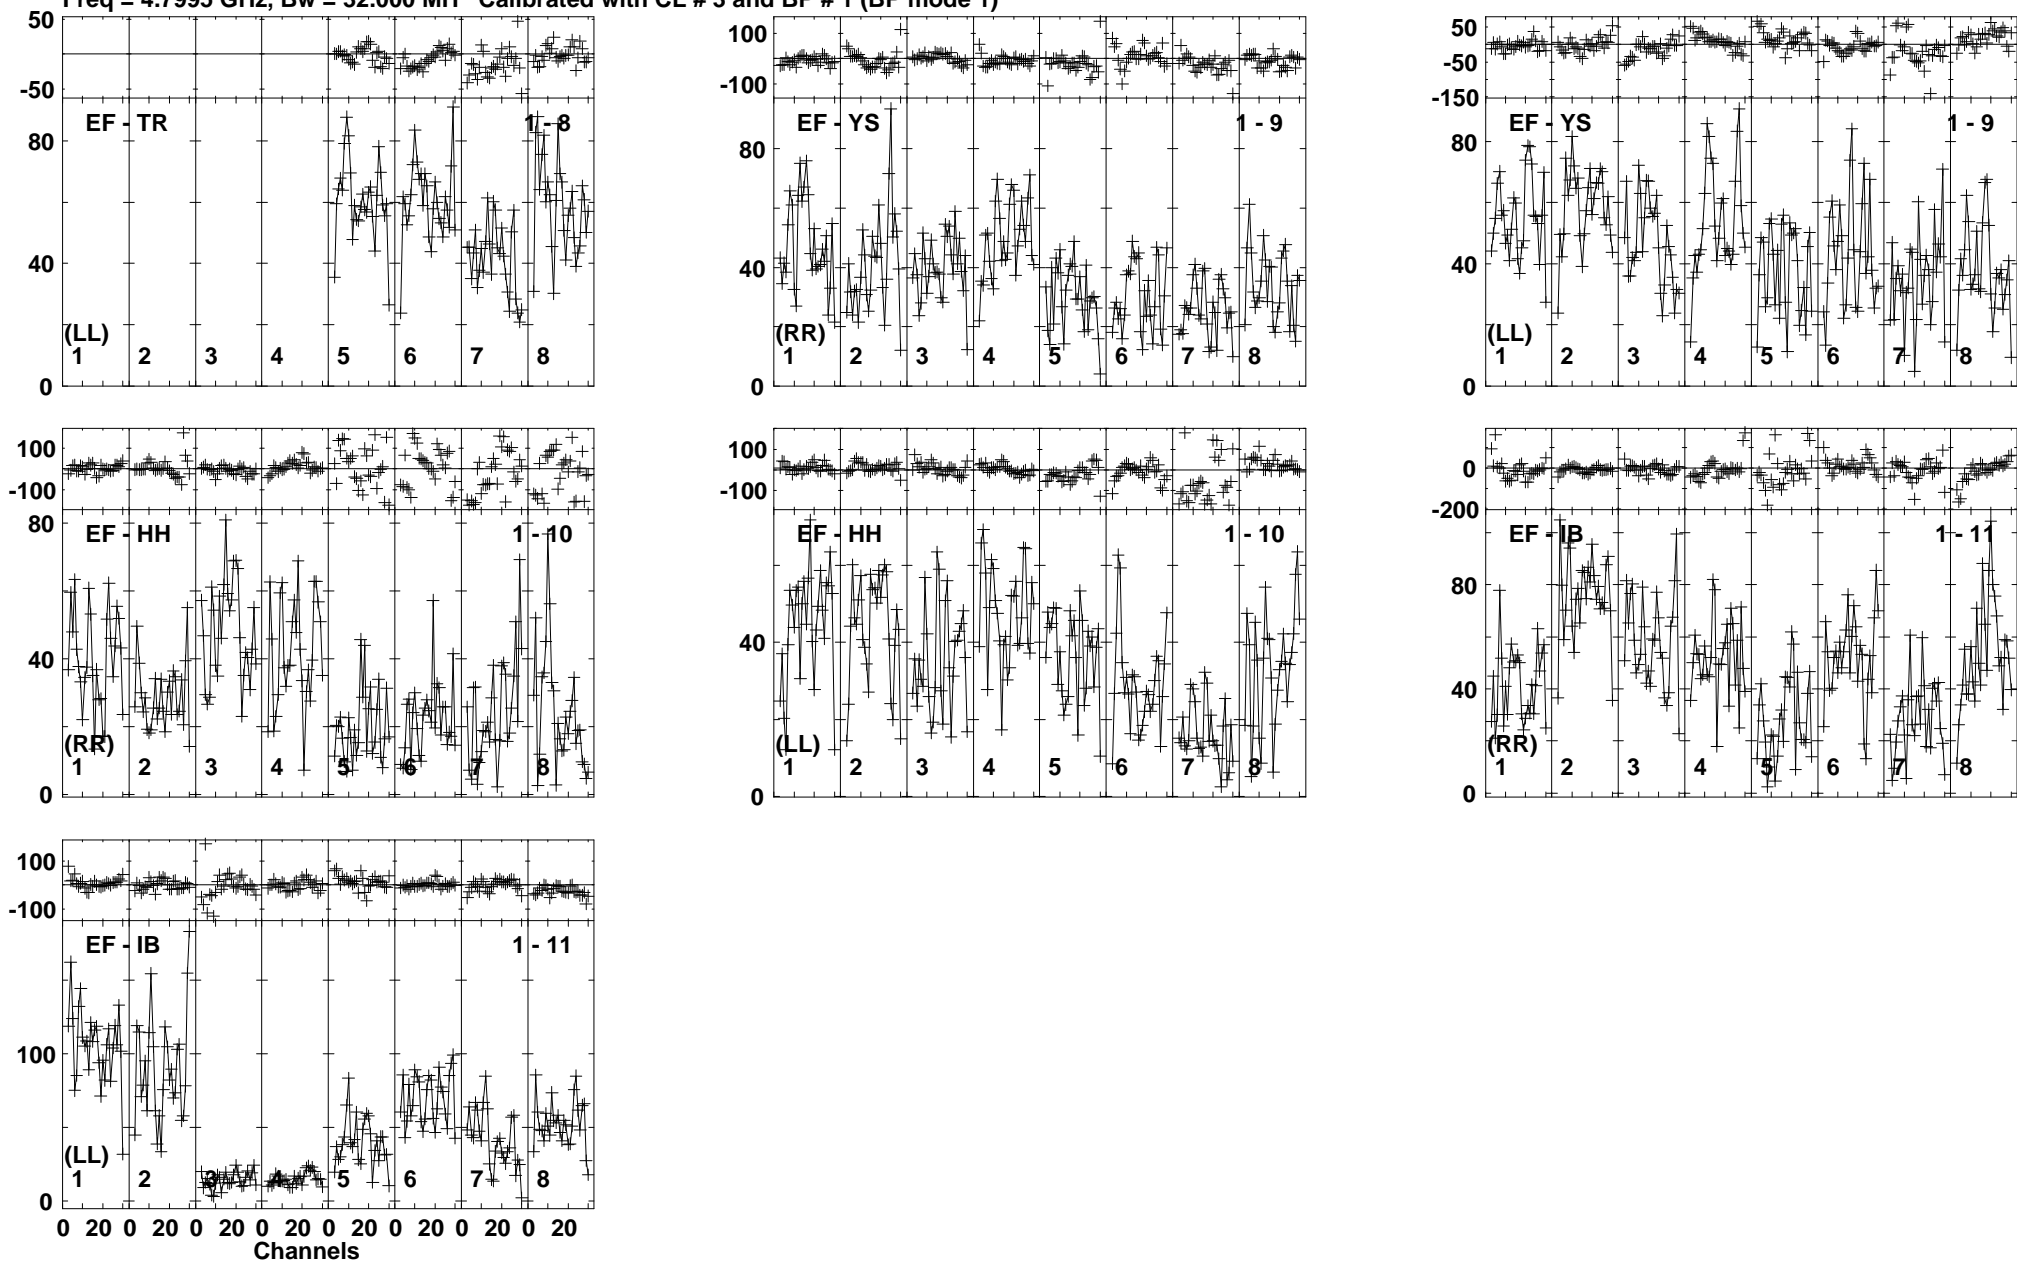 Freq = 4.7995 GHz, Bw = 32.000 MH Calibrated with CL # 3 and BP # 1 (BP mode 1)
50
-50
EF - TR 1 - 8
80
40
0
(LL)
1 2 3 4 5 6 7 8
100
-100
EF - YS 1 - 9
80
40
0
(RR)
1 2 3 4 5 6 7 8
50
-50
-150
EF - YS 1 - 9
80
40
0
(LL)
1 2 3 4 5 6 7 8
100
-100
EF - HH 1 - 10
80
40
0
(RR)
1 2 3 4 5 6 7 8
100
-100
EF - HH 1 - 10
40
0
(LL)
1 2 3 4 5 6 7 8
0
-200
EF - IB 1 - 11
80
40
0
(RR)
1 2 3 4 5 6 7 8
100
-100
EF - IB 1 - 11
100
0
(LL)
1 2 3 4 5 6 7 8
0 20 0 20 0 20 0 20 0 20 0 20 0 20 0 20
Channels